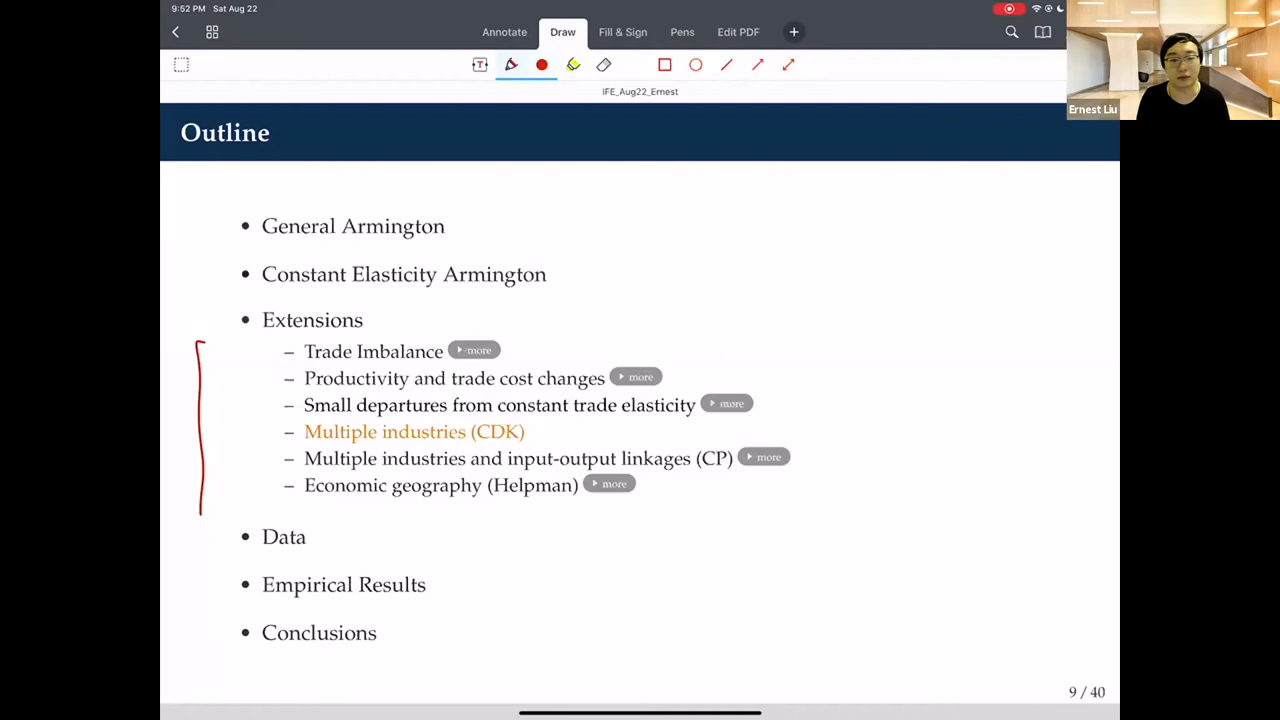 9:52 PM Sat Aug 22
Annotate Draw Fill & Sign Pens Edit PDF
T
iFE_Aug22_Ernest
Ernest Liu
Outline
• General Armington
• Constant Elasticity Armington
• Extensions
– Trade Imbalance more
– Productivity and trade cost changes more
– Small departures from constant trade elasticity more
– Multiple industries (CDK)
– Multiple industries and input-output linkages (CP) more
– Economic geography (Helpman) more
• Data
• Empirical Results
• Conclusions
9 / 40